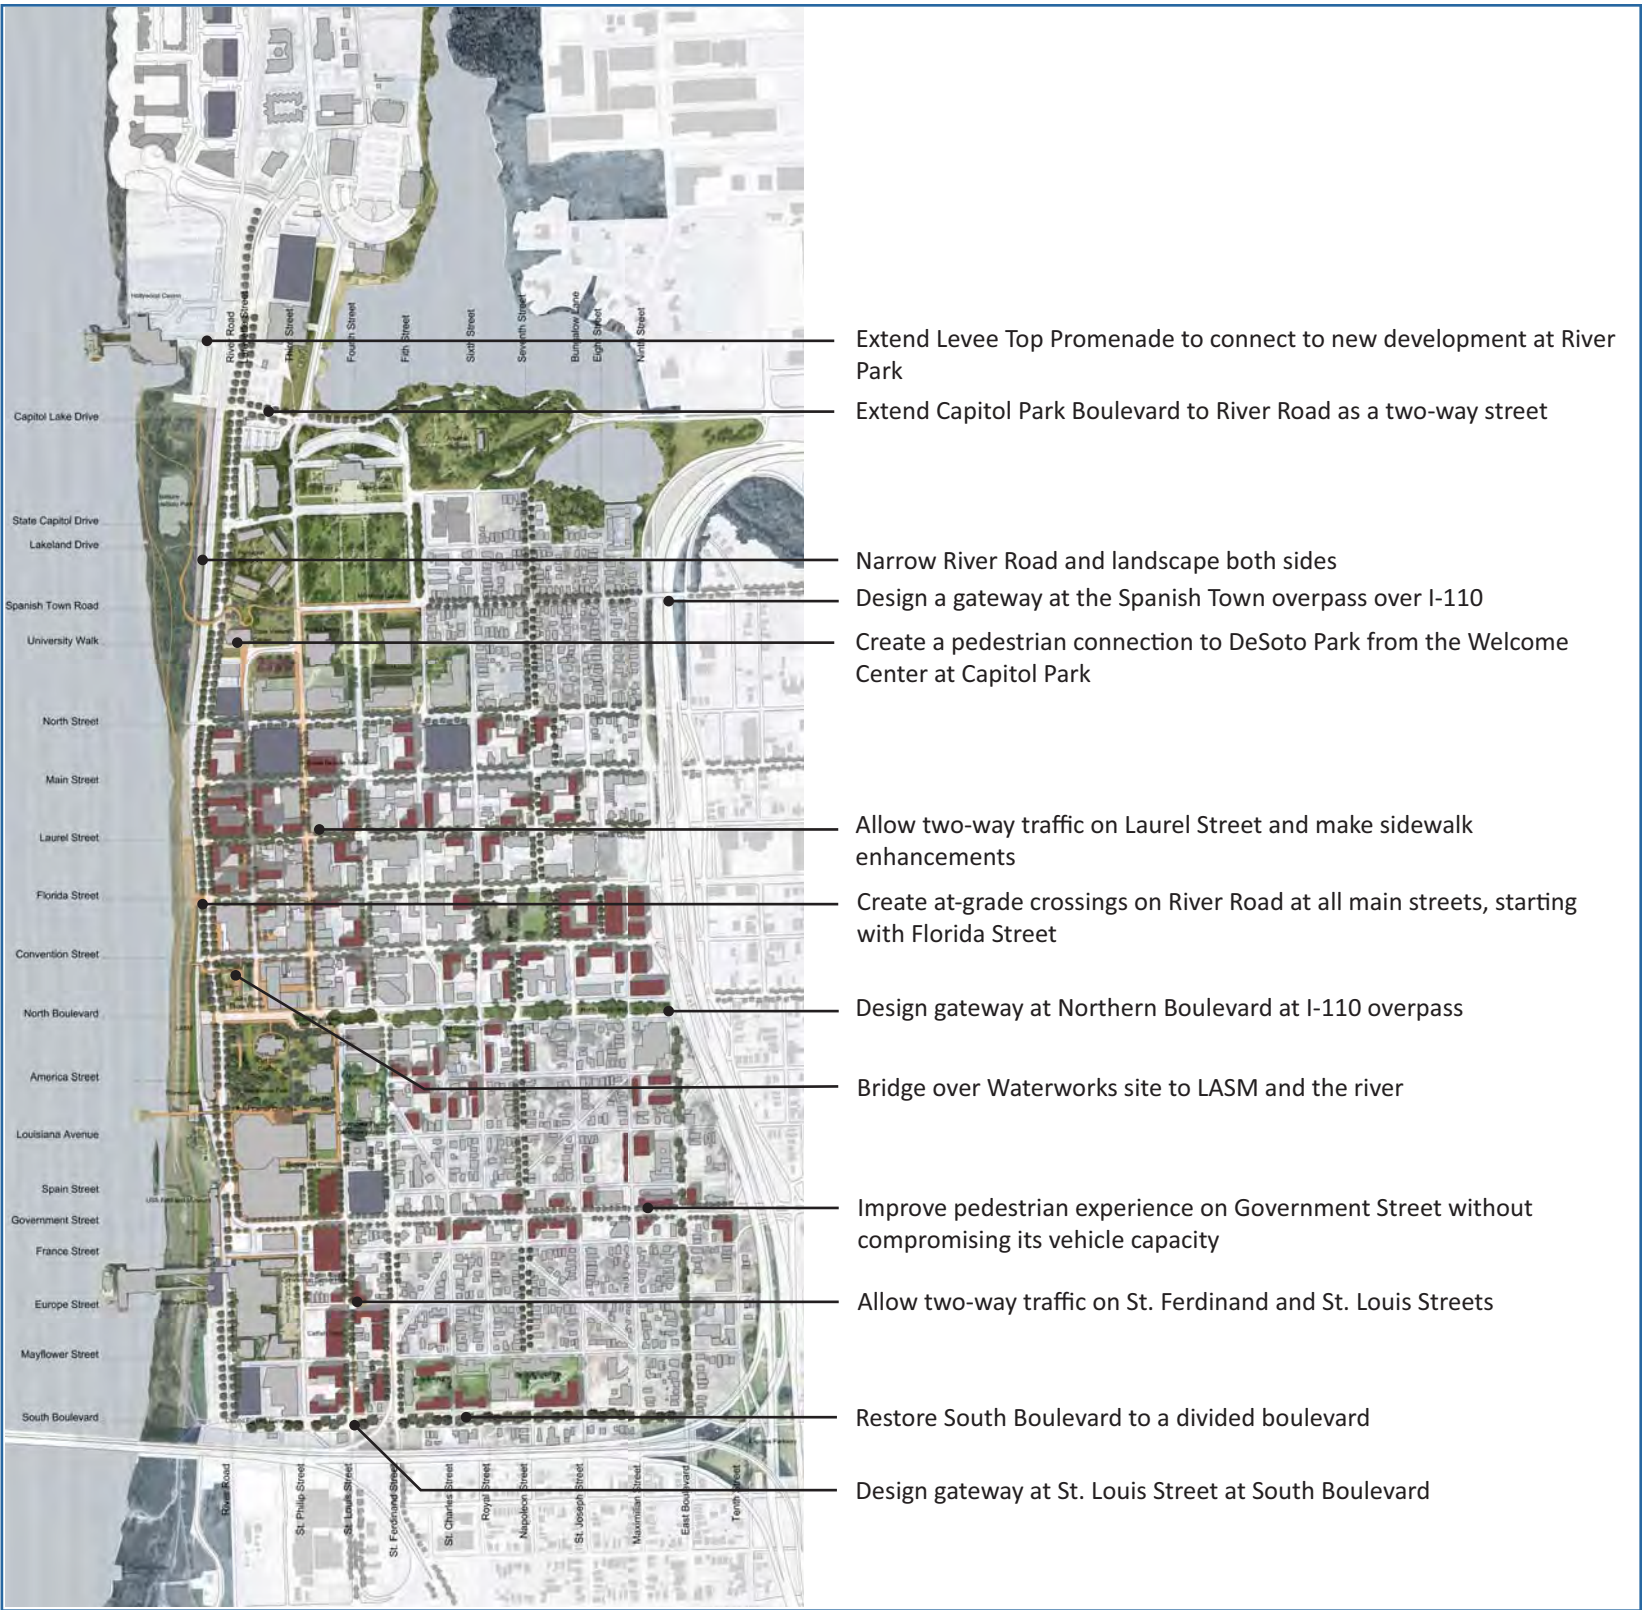 Hollywood Casino
River Road
Third Street
Fourth Street
Fifth Street
Sixth Street
Seventh Street
Bungalow Lane
Eighth Street
Ninth Street
Extend Levee Top Promenade to connect to new development at River
Park
Capitol Lake Drive
Extend Capitol Park Boulevard to River Road as a two-way street
State Capitol Drive
Lakeland Drive
Narrow River Road and landscape both sides
Spanish Town Road
Design a gateway at the Spanish Town overpass over I-110
University Walk
Create a pedestrian connection to DeSoto Park from the Welcome
Center at Capitol Park
North Street
Main Street
Laurel Street
Allow two-way traffic on Laurel Street and make sidewalk
enhancements
Florida Street
Create at-grade crossings on River Road at all main streets, starting
with Florida Street
Convention Street
North Boulevard
Design gateway at Northern Boulevard at I-110 overpass
LASM
America Street
Bridge over Waterworks site to LASM and the river
Louisiana Avenue
Spain Street
Government Street
Improve pedestrian experience on Government Street without
compromising its vehicle capacity
France Street
Europe Street
Allow two-way traffic on St. Ferdinand and St. Louis Streets
Mayflower Street
South Boulevard
Restore South Boulevard to a divided boulevard
Design gateway at St. Louis Street at South Boulevard
River Road
St. Philip Street
St. Louis Street
St. Ferdinand Street
St. Charles Street
Royal Street
Napoleon Street
St. Joseph Street
Maximilian Street
East Boulevard
Tenth Street